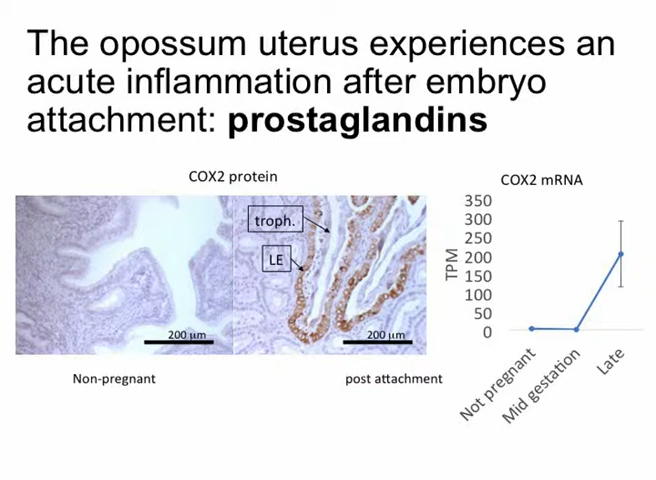 The opossum uterus experiences an
acute inflammation after embryo
attachment: prostaglandins
COX2 protein
troph.
LE
200 µm
200 µm
Non-pregnant
post attachment
COX2 mRNA
TPM
350
300
250
200
150
100
50
0
Not pregnant
Mid gestation
Late